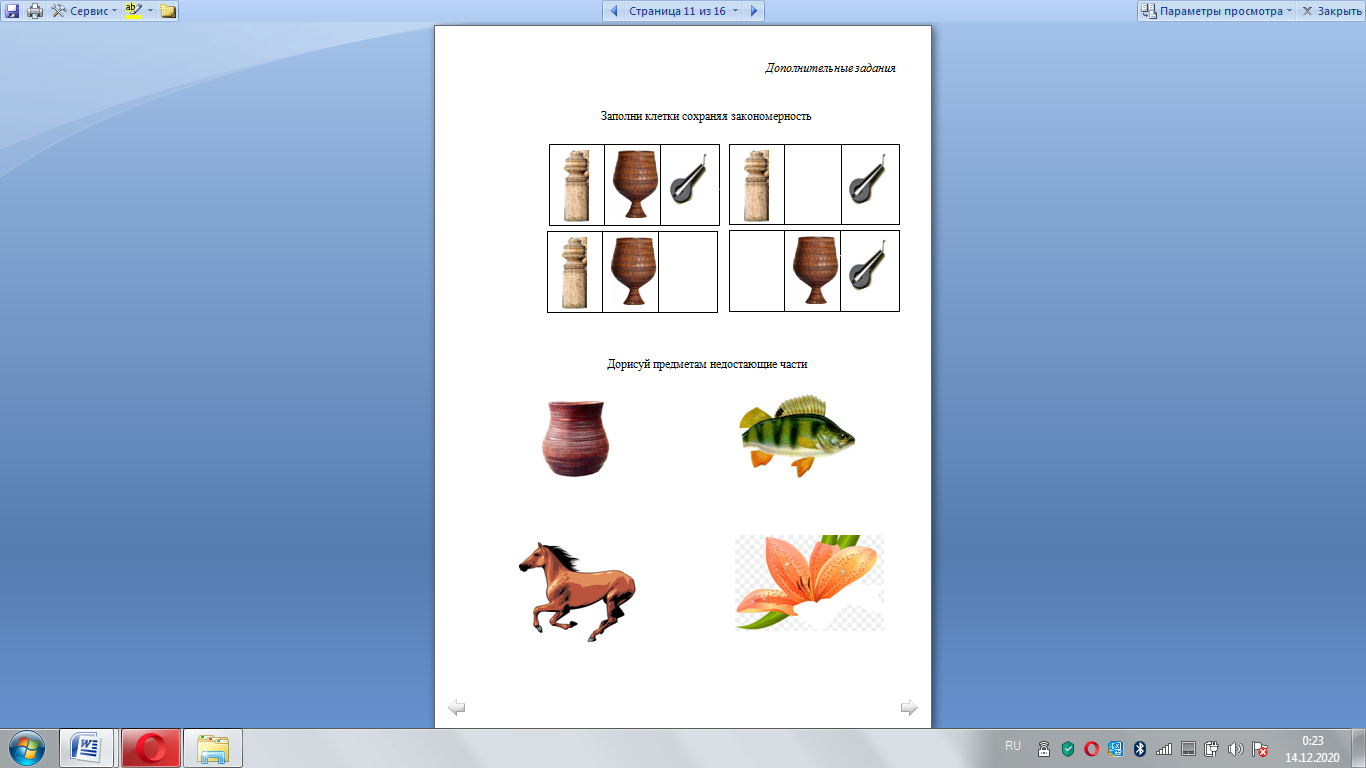 Сервис
Страница 11 из 16
Параметры просмотра
Закрыть
Дополнительные задания
Заполни клетки сохраняя закономерность
Дорисуй предметам недостающие части
RU
0:23
14.12.2020